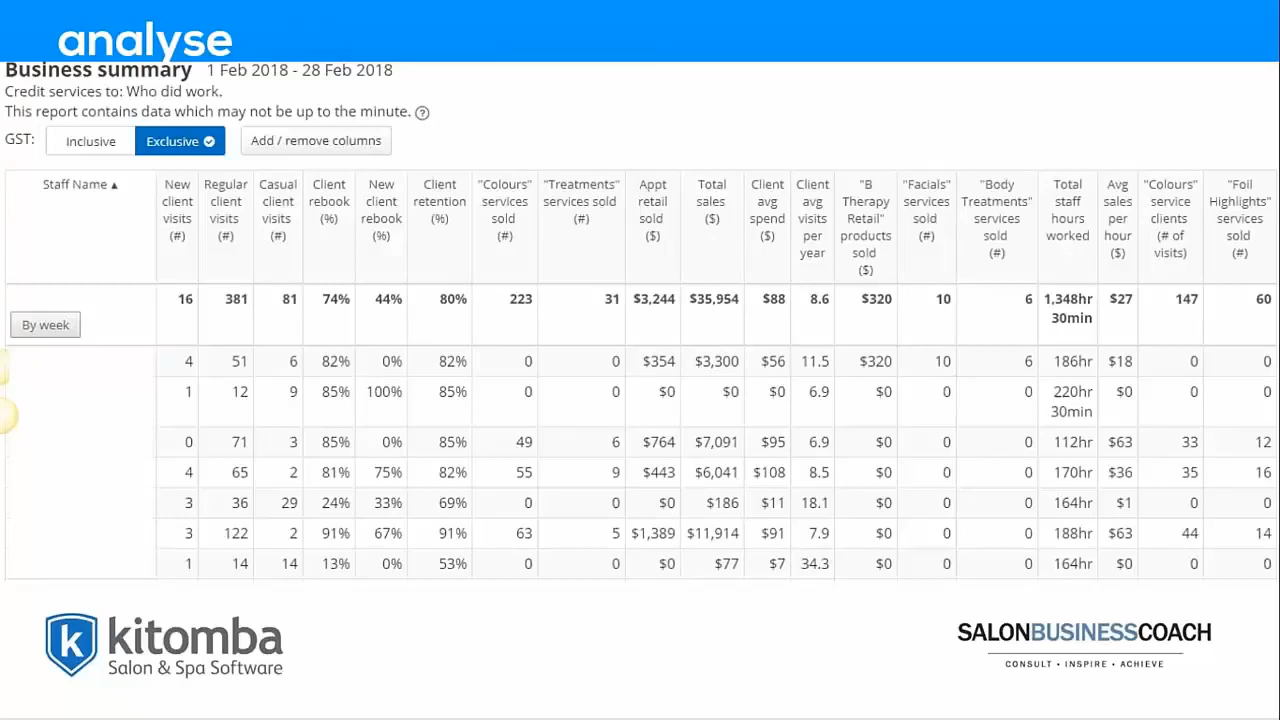 analyse
Business summary 1 Feb 2018 - 28 Feb 2018
Credit services to: Who did work.
This report contains data which may not be up to the minute. ?
GST: Inclusive Exclusive Add / remove columns
Staff Name ▲ New client visits (#) Regular client visits (#) Casual client visits (#) Client rebook (%) New client rebook (%) Client retention (%) "Colours" services sold (#) "Treatments" services sold (#) Appt retail sold ($) Total sales ($) Client avg spend ($) Client avg visits per year "B Therapy Retail" products sold ($) "Facials" services sold (#) "Body Treatments" services sold (#) Total staff hours worked Avg sales per hour ($) "Colours" service clients (# of visits) "Foil Highlights" services sold (#)
16 381 81 74% 44% 80% 223 31 $3,244 $35,954 $88 8.6 $320 10 6 1,348hr 30min $27 147 60
By week
4 51 6 82% 0% 82% 0 0 $354 $3,300 $56 11.5 $320 10 6 186hr $18 0 0
1 12 9 85% 100% 85% 0 0 $0 $0 $0 6.9 $0 0 0 220hr 30min $0 0 0
0 71 3 85% 0% 85% 49 6 $764 $7,091 $95 6.9 $0 0 0 112hr $63 33 12
4 65 2 81% 75% 82% 55 9 $443 $6,041 $108 8.5 $0 0 0 170hr $36 35 16
3 36 29 24% 33% 69% 0 0 $0 $186 $11 18.1 $0 0 0 164hr $1 0 0
3 122 2 91% 67% 91% 63 5 $1,389 $11,914 $91 7.9 $0 0 0 188hr $63 44 14
1 14 14 13% 0% 53% 0 0 $0 $77 $7 34.3 $0 0 0 164hr $0 0 0
k kitomba
Salon & Spa Software
SALONBUSINESSCOACH
CONSULT • INSPIRE • ACHIEVE